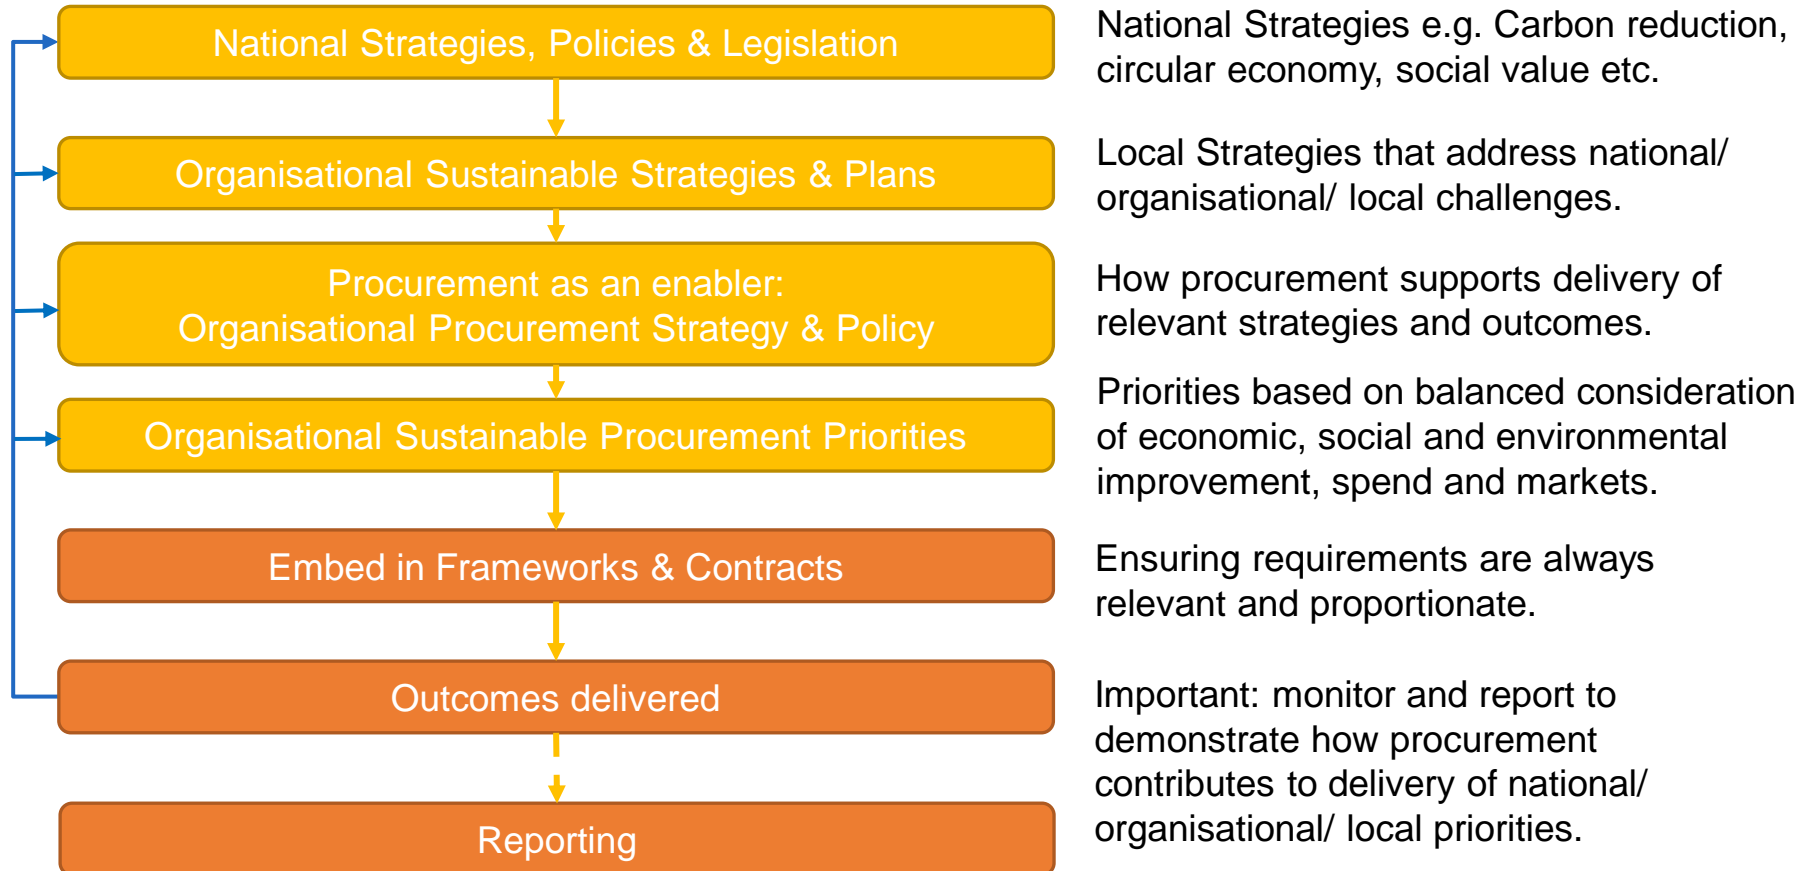 National Strategies, Policies & Legislation
National Strategies e.g. Carbon reduction,
circular economy, social value etc.
Organisational Sustainable Strategies & Plans
Local Strategies that address national/
organisational/ local challenges.
Procurement as an enabler:
Organisational Procurement Strategy & Policy
How procurement supports delivery of
relevant strategies and outcomes.
Organisational Sustainable Procurement Priorities
Priorities based on balanced consideration
of economic, social and environmental
improvement, spend and markets.
Embed in Frameworks & Contracts
Ensuring requirements are always
relevant and proportionate.
Outcomes delivered
Important: monitor and report to
demonstrate how procurement
contributes to delivery of national/
organisational/ local priorities.
Reporting